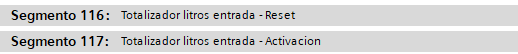 Segmento 116: Totalizador litros entrada - Reset
Segmento 117: Totalizador litros entrada - Activacion